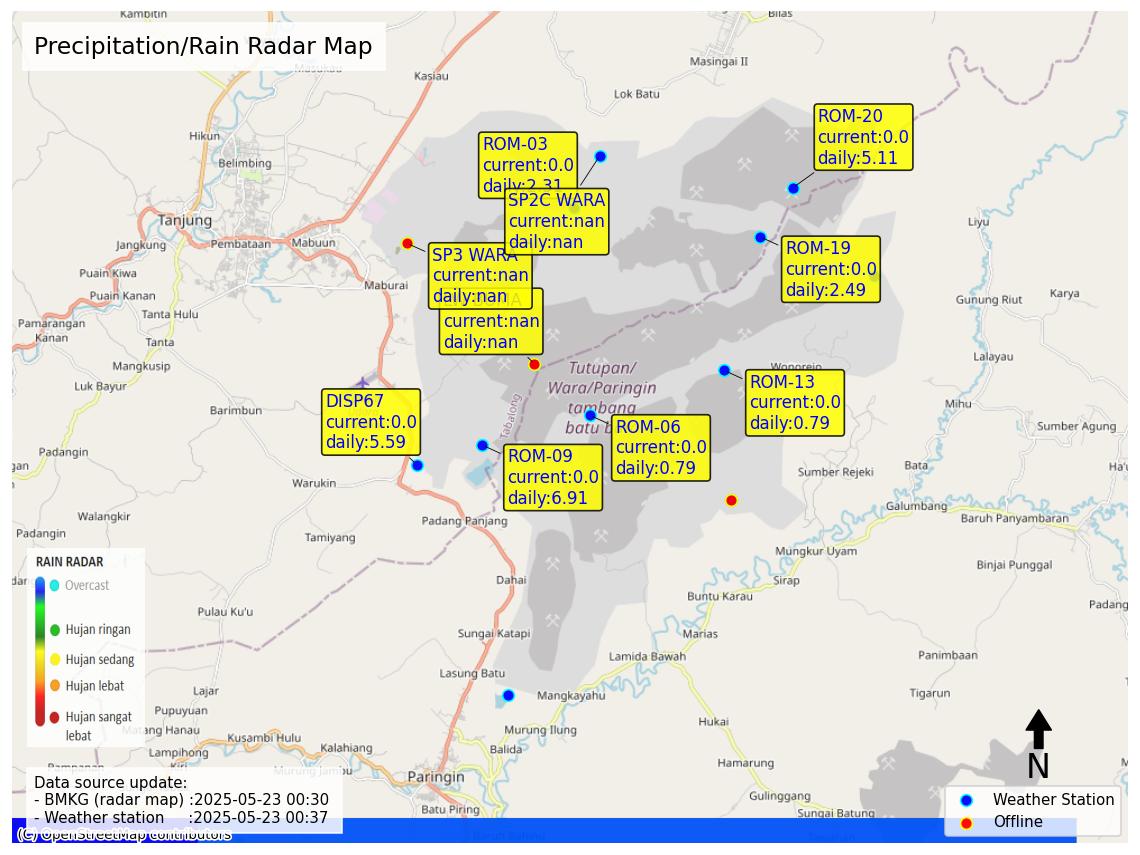 Kambitin
Bilas
Precipitation/Rain Radar Map
Masingai II
Masukau
Kasiau
Lok Batu
ROM-20
current:0.0
daily:5.11
Hikun
ROM-03
current:0.0
daily:2.31
Belimbing
SP2C WARA
current:nan
daily:nan
Tanjung
Liyu
Jangkung
Pembataan
Mabuun
ROM-19
current:0.0
daily:2.49
SP3 WARA
current:nan
daily:nan
Puain Kiwa
Maburai
Puain Kanan
Gunung Riut
Karya
Tanta Hulu
current:nan
daily:nan
Pamarangan
Kanan
Tanta
Lalayau
Mangkusip
Tutupan/
Wara/Paringin
tambang
batu
Wonorejo
Luk Bayur
ROM-13
current:0.0
daily:0.79
DISP67
current:0.0
daily:5.59
Barimbun
Tabalong
Mihu
ROM-06
current:0.0
daily:0.79
Sumber Agung
Padangin
ROM-09
current:0.0
daily:6.91
Bata
Sumber Rejeki
Warukin
Galumbang
Walangkir
Padang Panjang
Baruh Panyambaran
Padangin
Tamiyang
Mungkur Uyam
Binjai Punggal
RAIN RADAR
Overcast
Hujan ringan
Hujan sedang
Hujan lebat
Hujan sangat
lebat
Dahai
Sirap
Buntu Karau
Padang
Pulau Ku'u
Sungai Katapi
Marias
Lamida Bawah
Panimbaan
Lasung Batu
Lajar
Mangkayahu
Tigarun
Pupuyuan
Hukai
Matang Hanau
Murung Ilung
Kusambi Hulu
Lampihong
Kalahiang
Balida
Hamarung
N
Pampanan
Kiri
Murung Jambu
Paringin
Data source update:
- BMKG (radar map) :2025-05-23 00:30
- Weather station :2025-05-23 00:37
Gulinggang
Batu Piring
Sungai Batung
Weather Station
Offline
(C) OpenStreetMap contributors
Baruh Bahinu